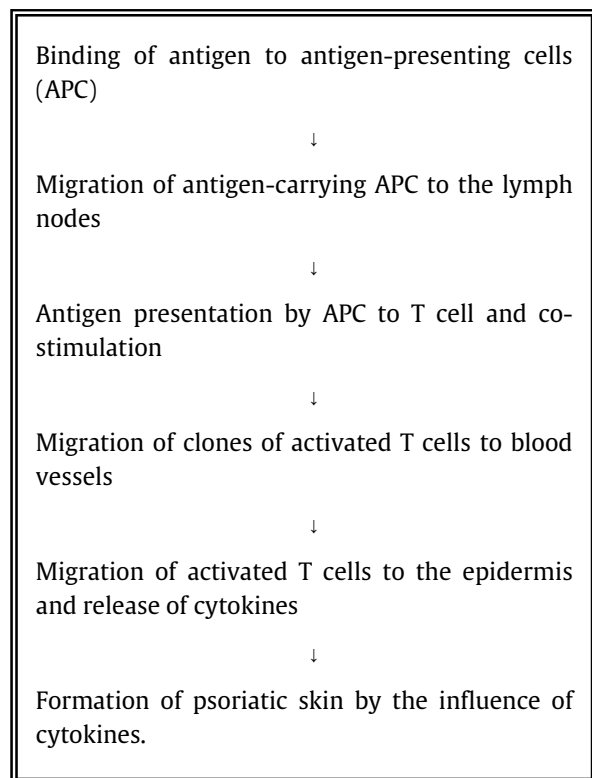 Binding of antigen to antigen-presenting cells
(APC)
↓
Migration of antigen-carrying APC to the lymph
nodes
↓
Antigen presentation by APC to T cell and co-
stimulation
↓
Migration of clones of activated T cells to blood
vessels
↓
Migration of activated T cells to the epidermis
and release of cytokines
↓
Formation of psoriatic skin by the influence of
cytokines.